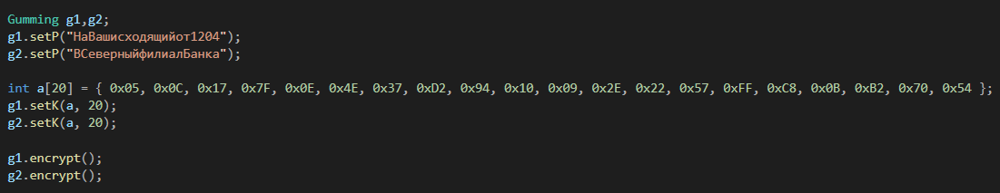 Gumming g1,g2;
g1.setP("НаВашисходящийот1204");
g2.setP("ВСеверныйфилиалБанка");
int a[20] = { 0x05, 0x0C, 0x17, 0x7F, 0x0E, 0x4E, 0x37, 0xD2, 0x94, 0x10, 0x09, 0x2E, 0x22, 0x57, 0xFF, 0xC8, 0x0B, 0xB2, 0x70, 0x54 };
g1.setK(a, 20);
g2.setK(a, 20);
g1.encrypt();
g2.encrypt();